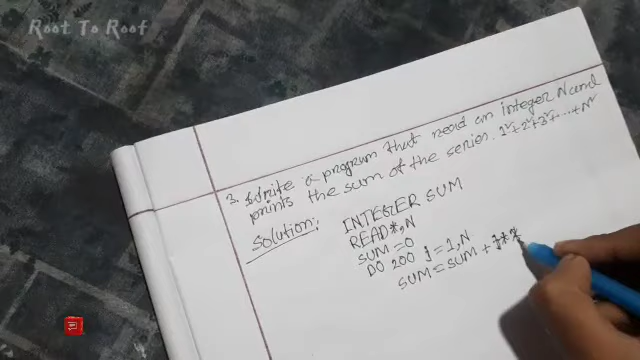 Root To Roof
3. Write a program that read an integer N and
prints the sum of the series. 1²+2²+3²+...+N²
Solution:
INTEGER SUM
READ*,N
SUM=0
DO 200 J=1,N
SUM=SUM+J**